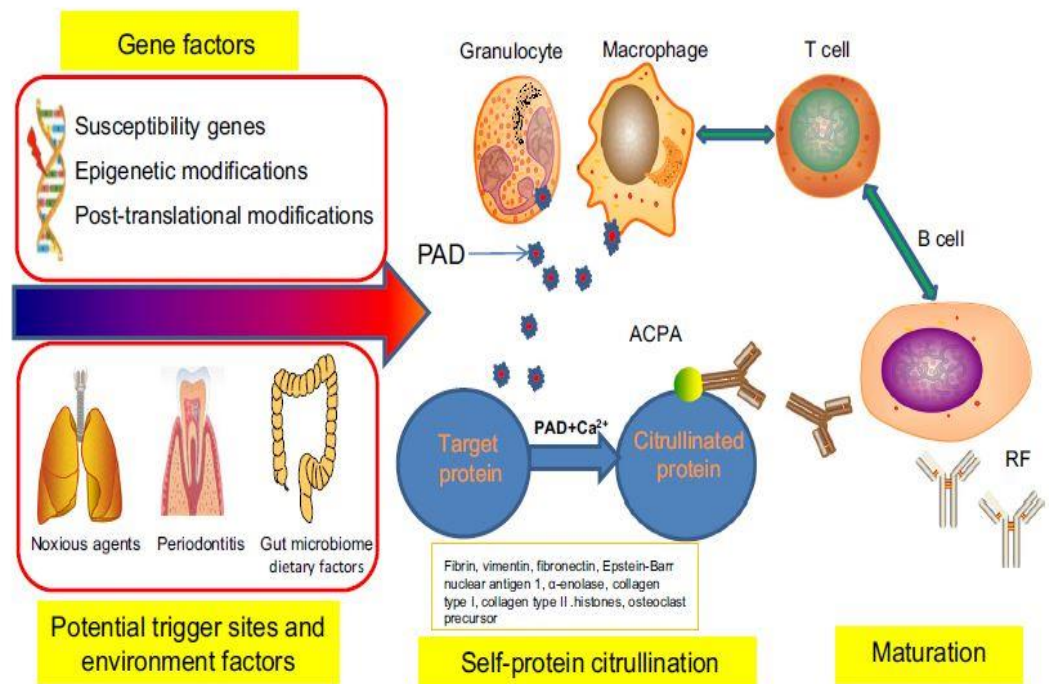 Gene factors
Susceptibility genes
Epigenetic modifications
Post-translational modifications
Noxious agents
Periodontitis
Gut microbiome
dietary factors
Potential trigger sites and
environment factors
Granulocyte
Macrophage
T cell
PAD
B cell
ACPA
Target
protein
PAD+Ca²⁺
Citrullinated
protein
RF
Fibrin, vimentin, fibronectin, Epstein-Barr
nuclear antigen 1, α-enolase, collagen
type I, collagen type II .histones, osteoclast
precursor
Self-protein citrullination
Maturation